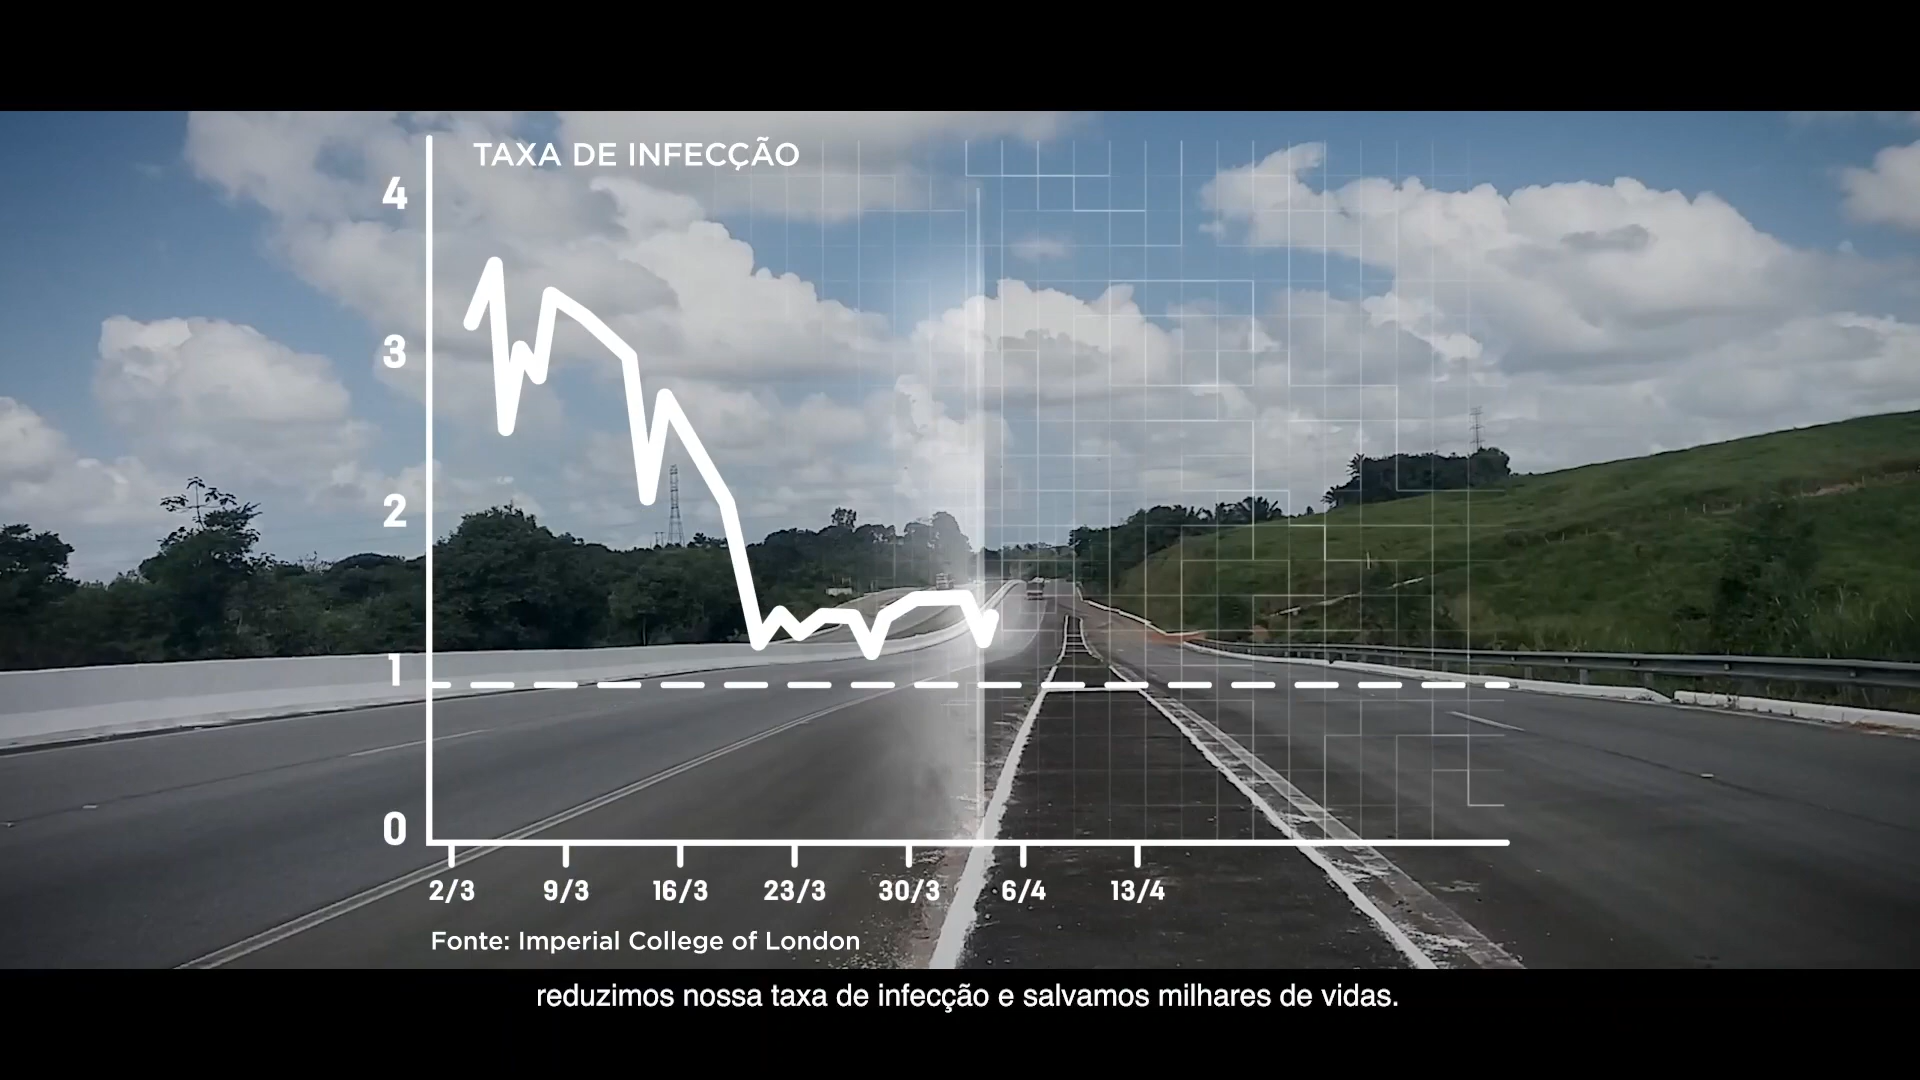 TAXA DE INFECÇÃO
4
3
2
1
0
2/3 9/3 16/3 23/3 30/3 6/4 13/4
Fonte: Imperial College of London
reduzimos nossa taxa de infecção e salvamos milhares de vidas.